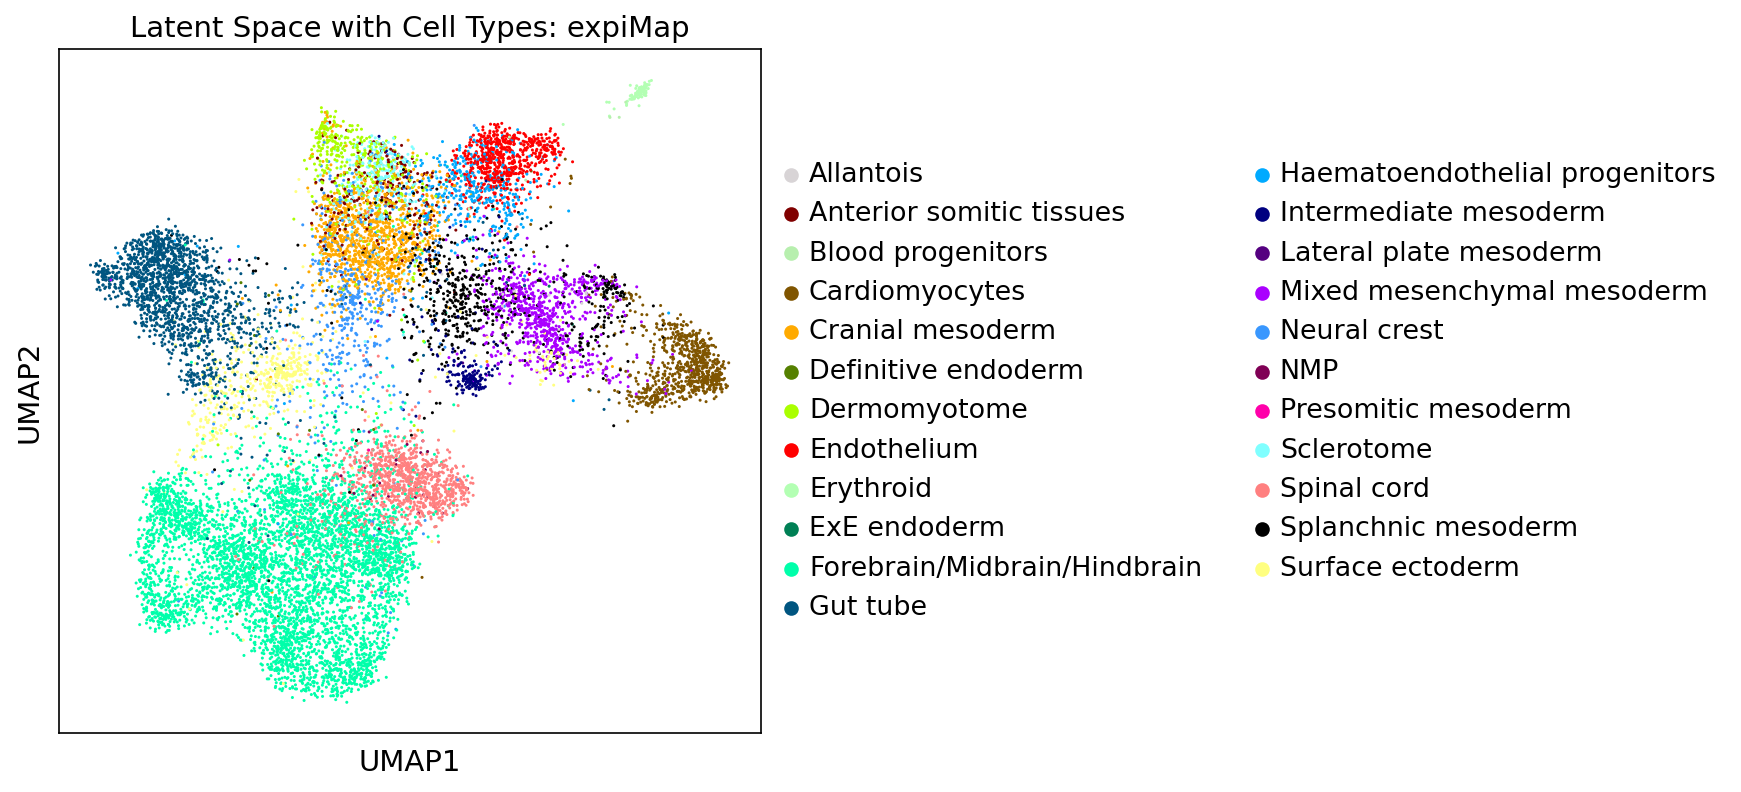 Latent Space with Cell Types: expiMap
UMAP2
UMAP1
Allantois
Anterior somitic tissues
Blood progenitors
Cardiomyocytes
Cranial mesoderm
Definitive endoderm
Dermomyotome
Endothelium
Erythroid
ExE endoderm
Forebrain/Midbrain/Hindbrain
Gut tube
Haematoendothelial progenitors
Intermediate mesoderm
Lateral plate mesoderm
Mixed mesenchymal mesoderm
Neural crest
NMP
Presomitic mesoderm
Sclerotome
Spinal cord
Splanchnic mesoderm
Surface ectoderm